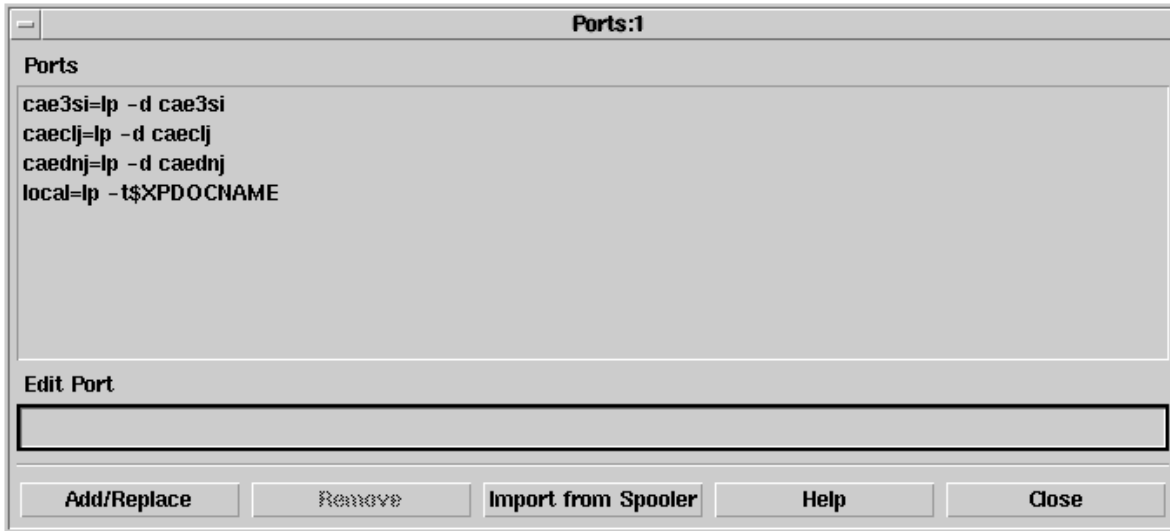 Ports:1
Ports
cae3si=lp -d cae3si
caeclj=lp -d caeclj
caednj=lp -d caednj
local=lp -t$XPDOCNAME
Edit Port
Add/Replace Remove Import from Spooler Help Close